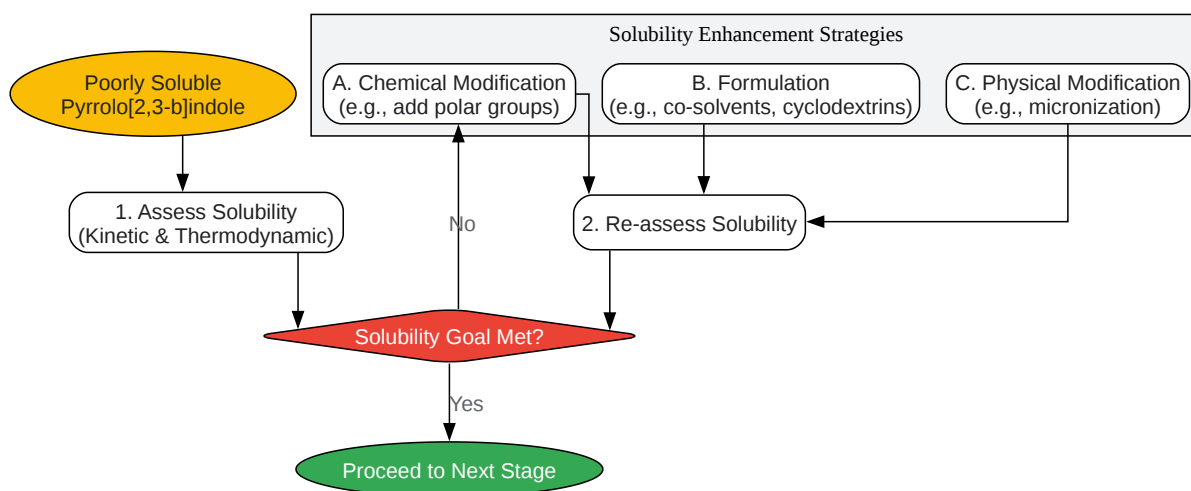 Solubility Enhancement Strategies
Poorly Soluble
Pyrrolo[2,3-b]indole
A. Chemical Modification
(e.g., add polar groups)
B. Formulation
(e.g., co-solvents, cyclodextrins)
C. Physical Modification
(e.g., micronization)
1. Assess Solubility
(Kinetic & Thermodynamic)
No
2. Re-assess Solubility
Solubility Goal Met?
Yes
Proceed to Next Stage